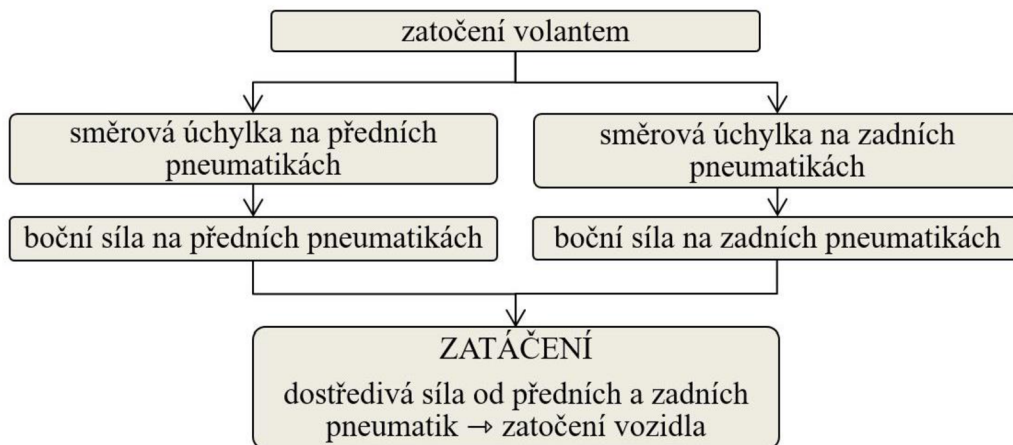 zatočení volantem
směrová úchylka na předních
pneumatikách
směrová úchylka na zadních
pneumatikách
boční síla na předních pneumatikách
boční síla na zadních pneumatikách
ZATÁČENÍ
dostředivá síla od předních a zadních
pneumatik → zatočení vozidla